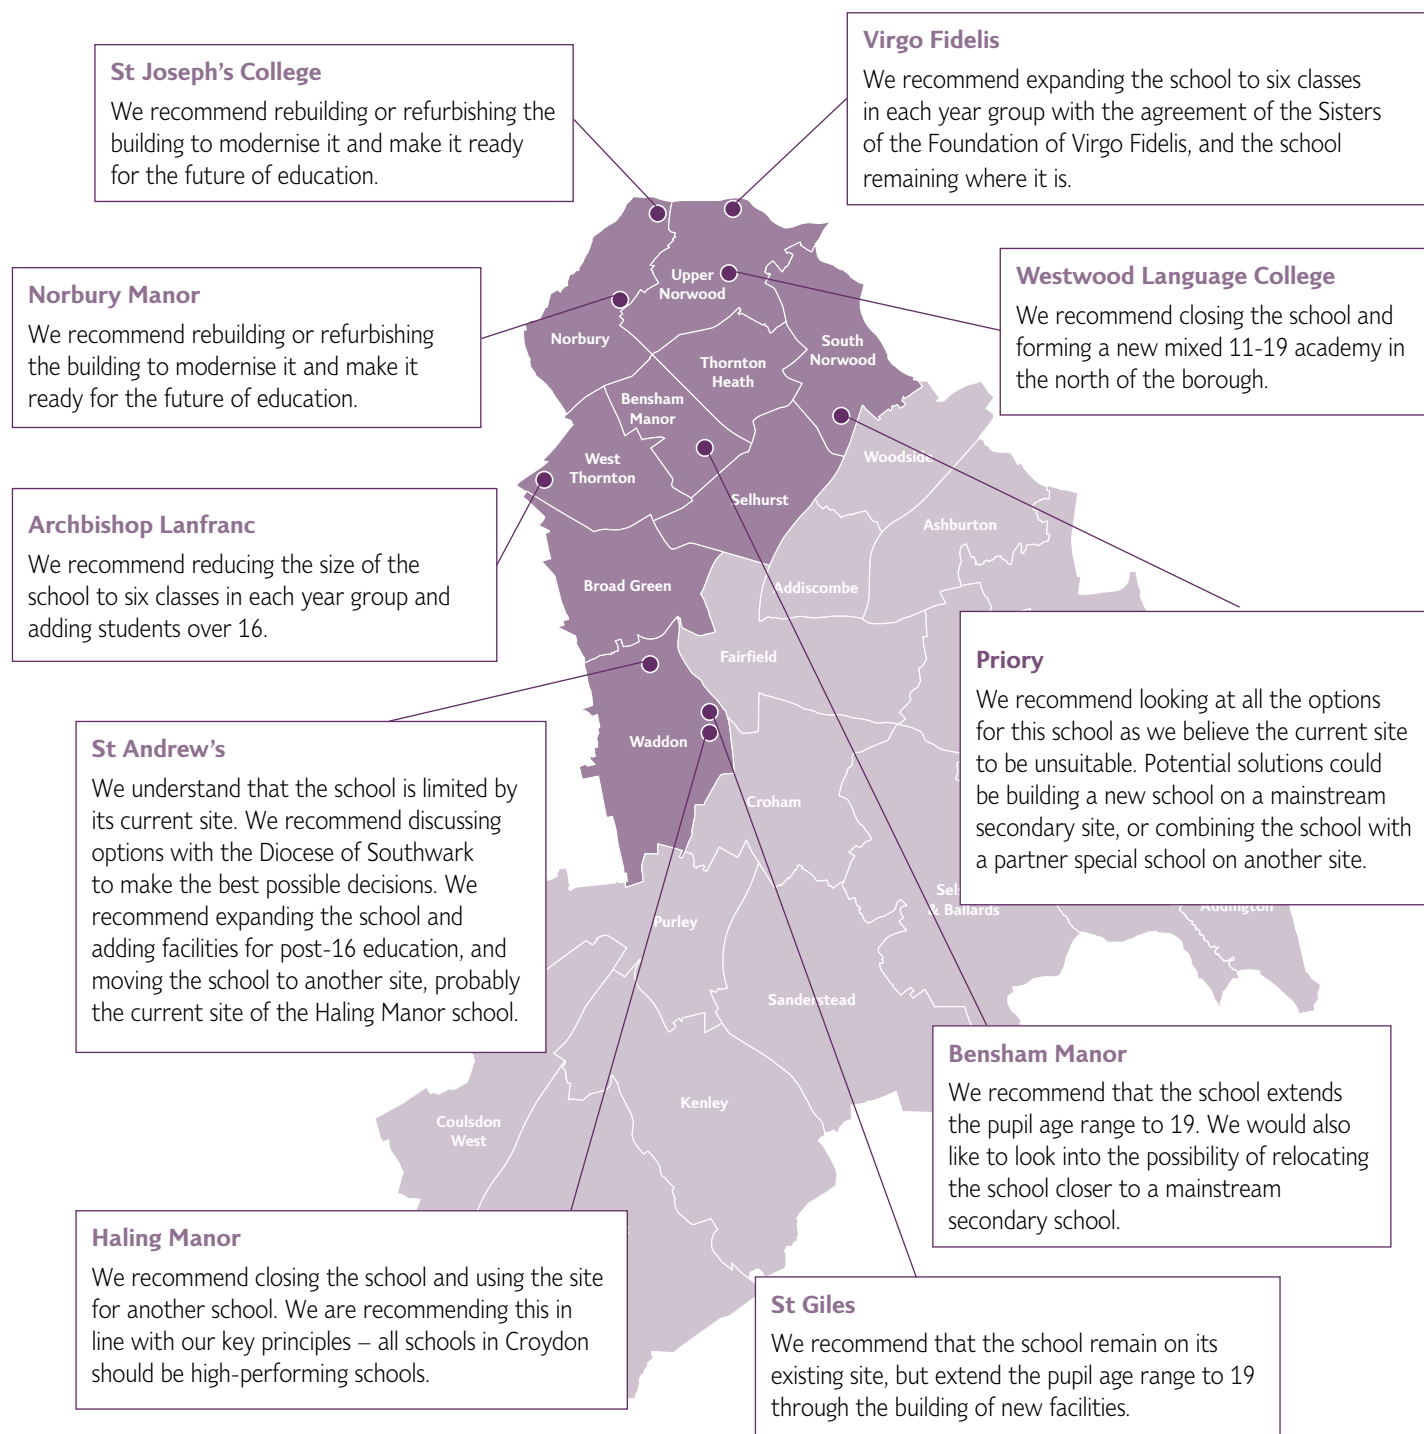 St Joseph’s College
We recommend rebuilding or refurbishing the
building to modernise it and make it ready
for the future of education.
Virgo Fidelis
We recommend expanding the school to six classes
in each year group with the agreement of the Sisters
of the Foundation of Virgo Fidelis, and the school
remaining where it is.
Norbury Manor
We recommend rebuilding or refurbishing
the building to modernise it and make it
ready for the future of education.
Westwood Language College
We recommend closing the school and
forming a new mixed 11-19 academy in
the north of the borough.
Upper
Norwood
Norbury
South
Norwood
Thornton
Heath
Bensham
Manor
West
Thornton
Woodside
Selhurst
Ashburton
Broad Green
Addiscombe
Fairfield
Archbishop Lanfranc
We recommend reducing the size of the
school to six classes in each year group and
adding students over 16.
Priory
We recommend looking at all the options
for this school as we believe the current site
to be unsuitable. Potential solutions could
be building a new school on a mainstream
secondary site, or combining the school with
a partner special school on another site.
St Andrew’s
We understand that the school is limited by
its current site. We recommend discussing
options with the Diocese of Southwark
to make the best possible decisions. We
recommend expanding the school and
adding facilities for post-16 education, and
moving the school to another site, probably
the current site of the Haling Manor school.
Waddon
Croham
& Ballards
Addington
Purley
Sanderstead
Kenley
Coulsdon
West
Bensham Manor
We recommend that the school extends
the pupil age range to 19. We would also
like to look into the possibility of relocating
the school closer to a mainstream
secondary school.
Haling Manor
We recommend closing the school and using the site
for another school. We are recommending this in
line with our key principles – all schools in Croydon
should be high-performing schools.
St Giles
We recommend that the school remain on its
existing site, but extend the pupil age range to 19
through the building of new facilities.